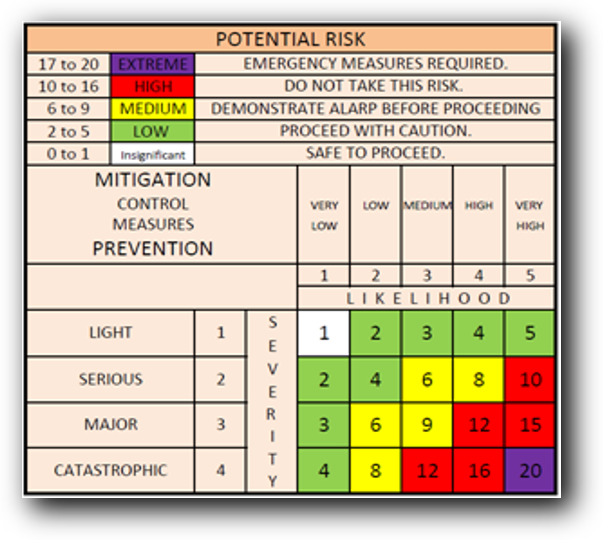 POTENTIAL RISK
17 to 20 EXTREME EMERGENCY MEASURES REQUIRED.
10 to 16 HIGH DO NOT TAKE THIS RISK.
6 to 9 MEDIUM DEMONSTRATE ALARP BEFORE PROCEEDING
2 to 5 LOW PROCEED WITH CAUTION.
0 to 1 Insignificant SAFE TO PROCEED.
MITIGATION
CONTROL
MEASURES
PREVENTION
VERY LOW
LOW
MEDIUM
HIGH
VERY HIGH
1 2 3 4 5
LIKELIHOOD
SEVERITY
LIGHT 1 1 2 3 4 5
SERIOUS 2 2 4 6 8 10
MAJOR 3 3 6 9 12 15
CATASTROPHIC 4 4 8 12 16 20